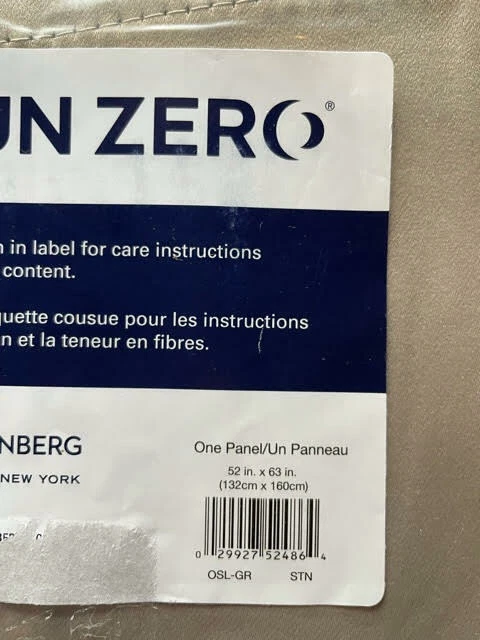 UN ZERO®
in label for care instructions
content.
cousue pour les instructions
et la teneur en fibres.
NBERG
NEW YORK
One Panel/Un Panneau
52 in. x 63 in.
(132cm x 160cm)
0 29927 52486 4
OSL-GR STN